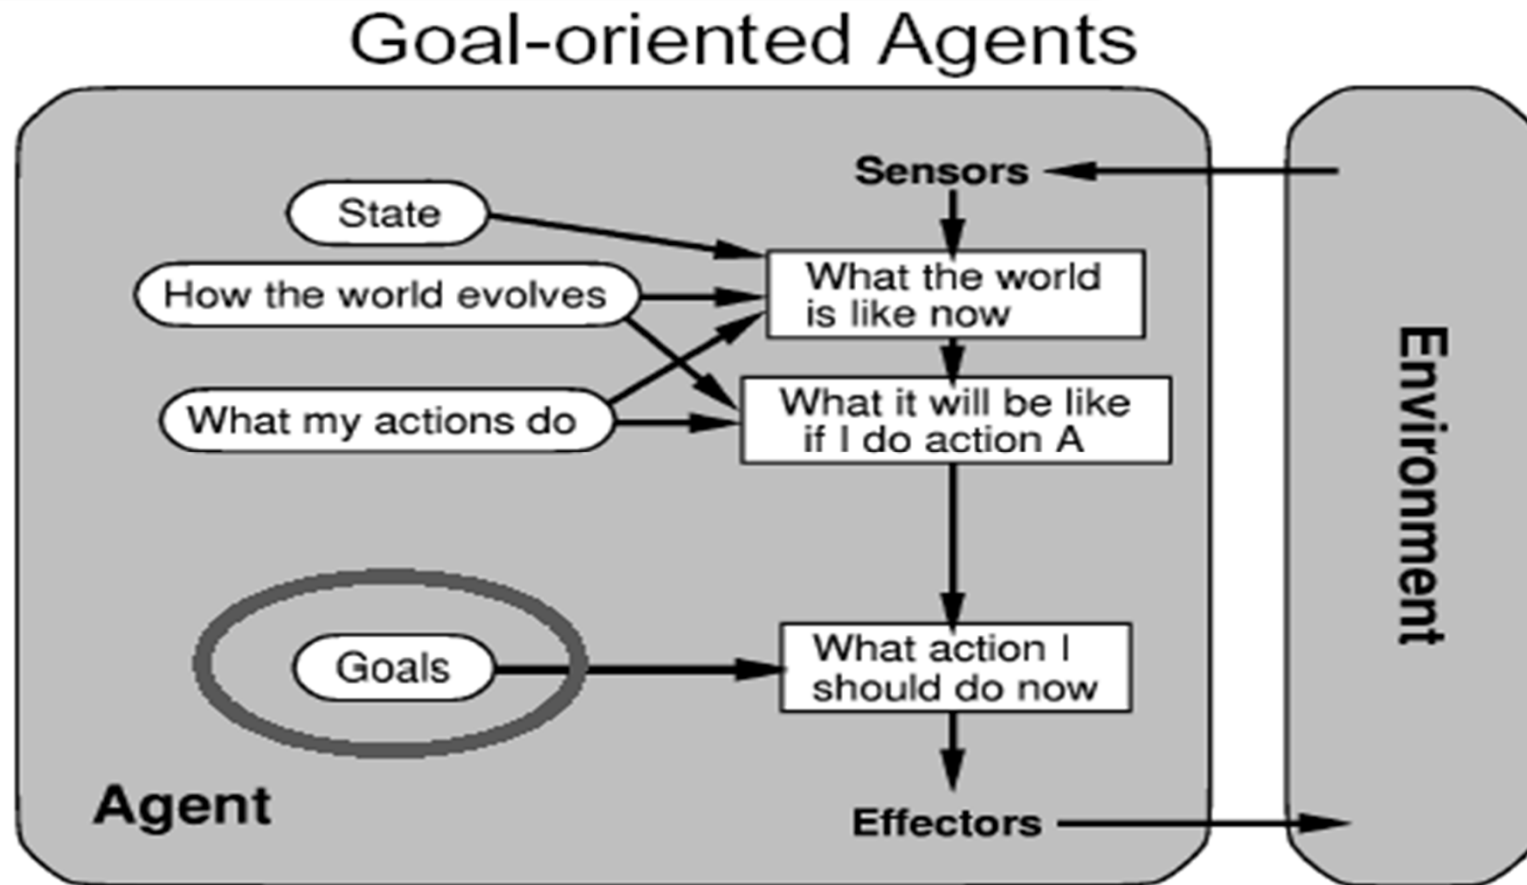 Goal-oriented Agents
Sensors
State
What the world
is like now
How the world evolves
What my actions do
What it will be like
if I do action A
Environment
Goals
What action I
should do now
Agent
Effectors